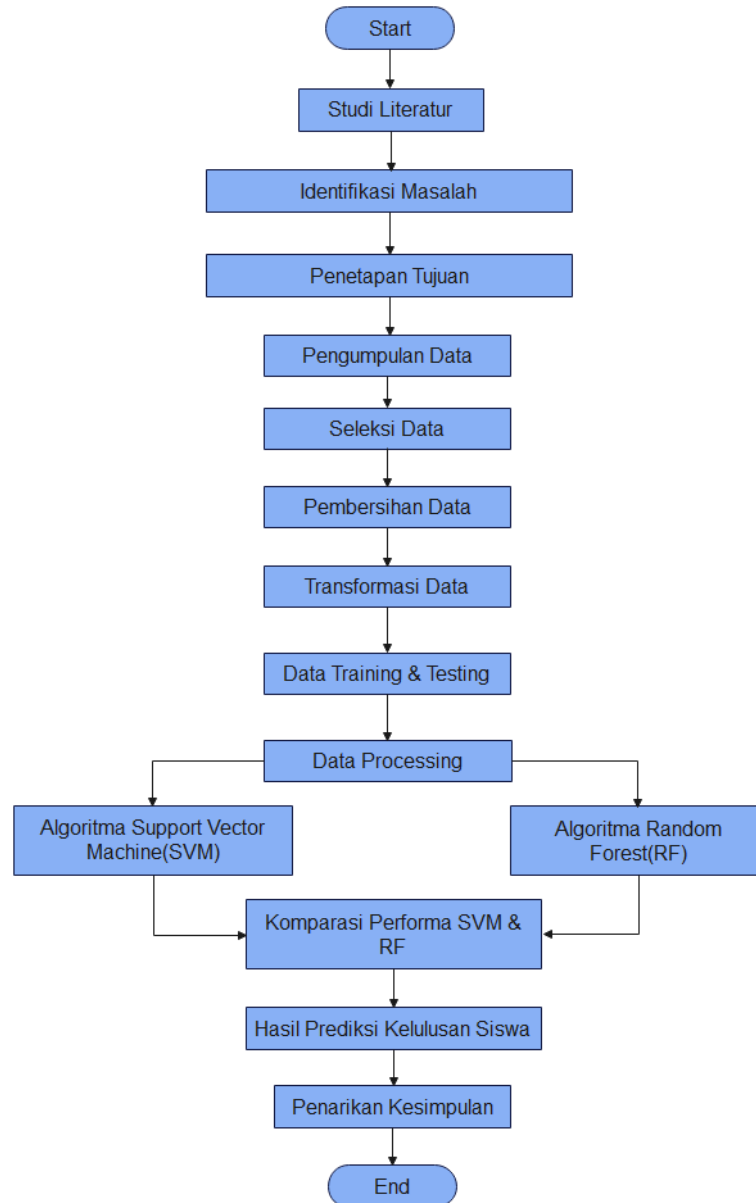 Start
Studi Literatur
Identifikasi Masalah
Penetapan Tujuan
Pengumpulan Data
Seleksi Data
Pembersihan Data
Transformasi Data
Data Training & Testing
Data Processing
Algoritma Support Vector
Machine(SVM)
Algoritma Random
Forest(RF)
Komparasi Performa SVM &
RF
Hasil Prediksi Kelulusan Siswa
Penarikan Kesimpulan
End